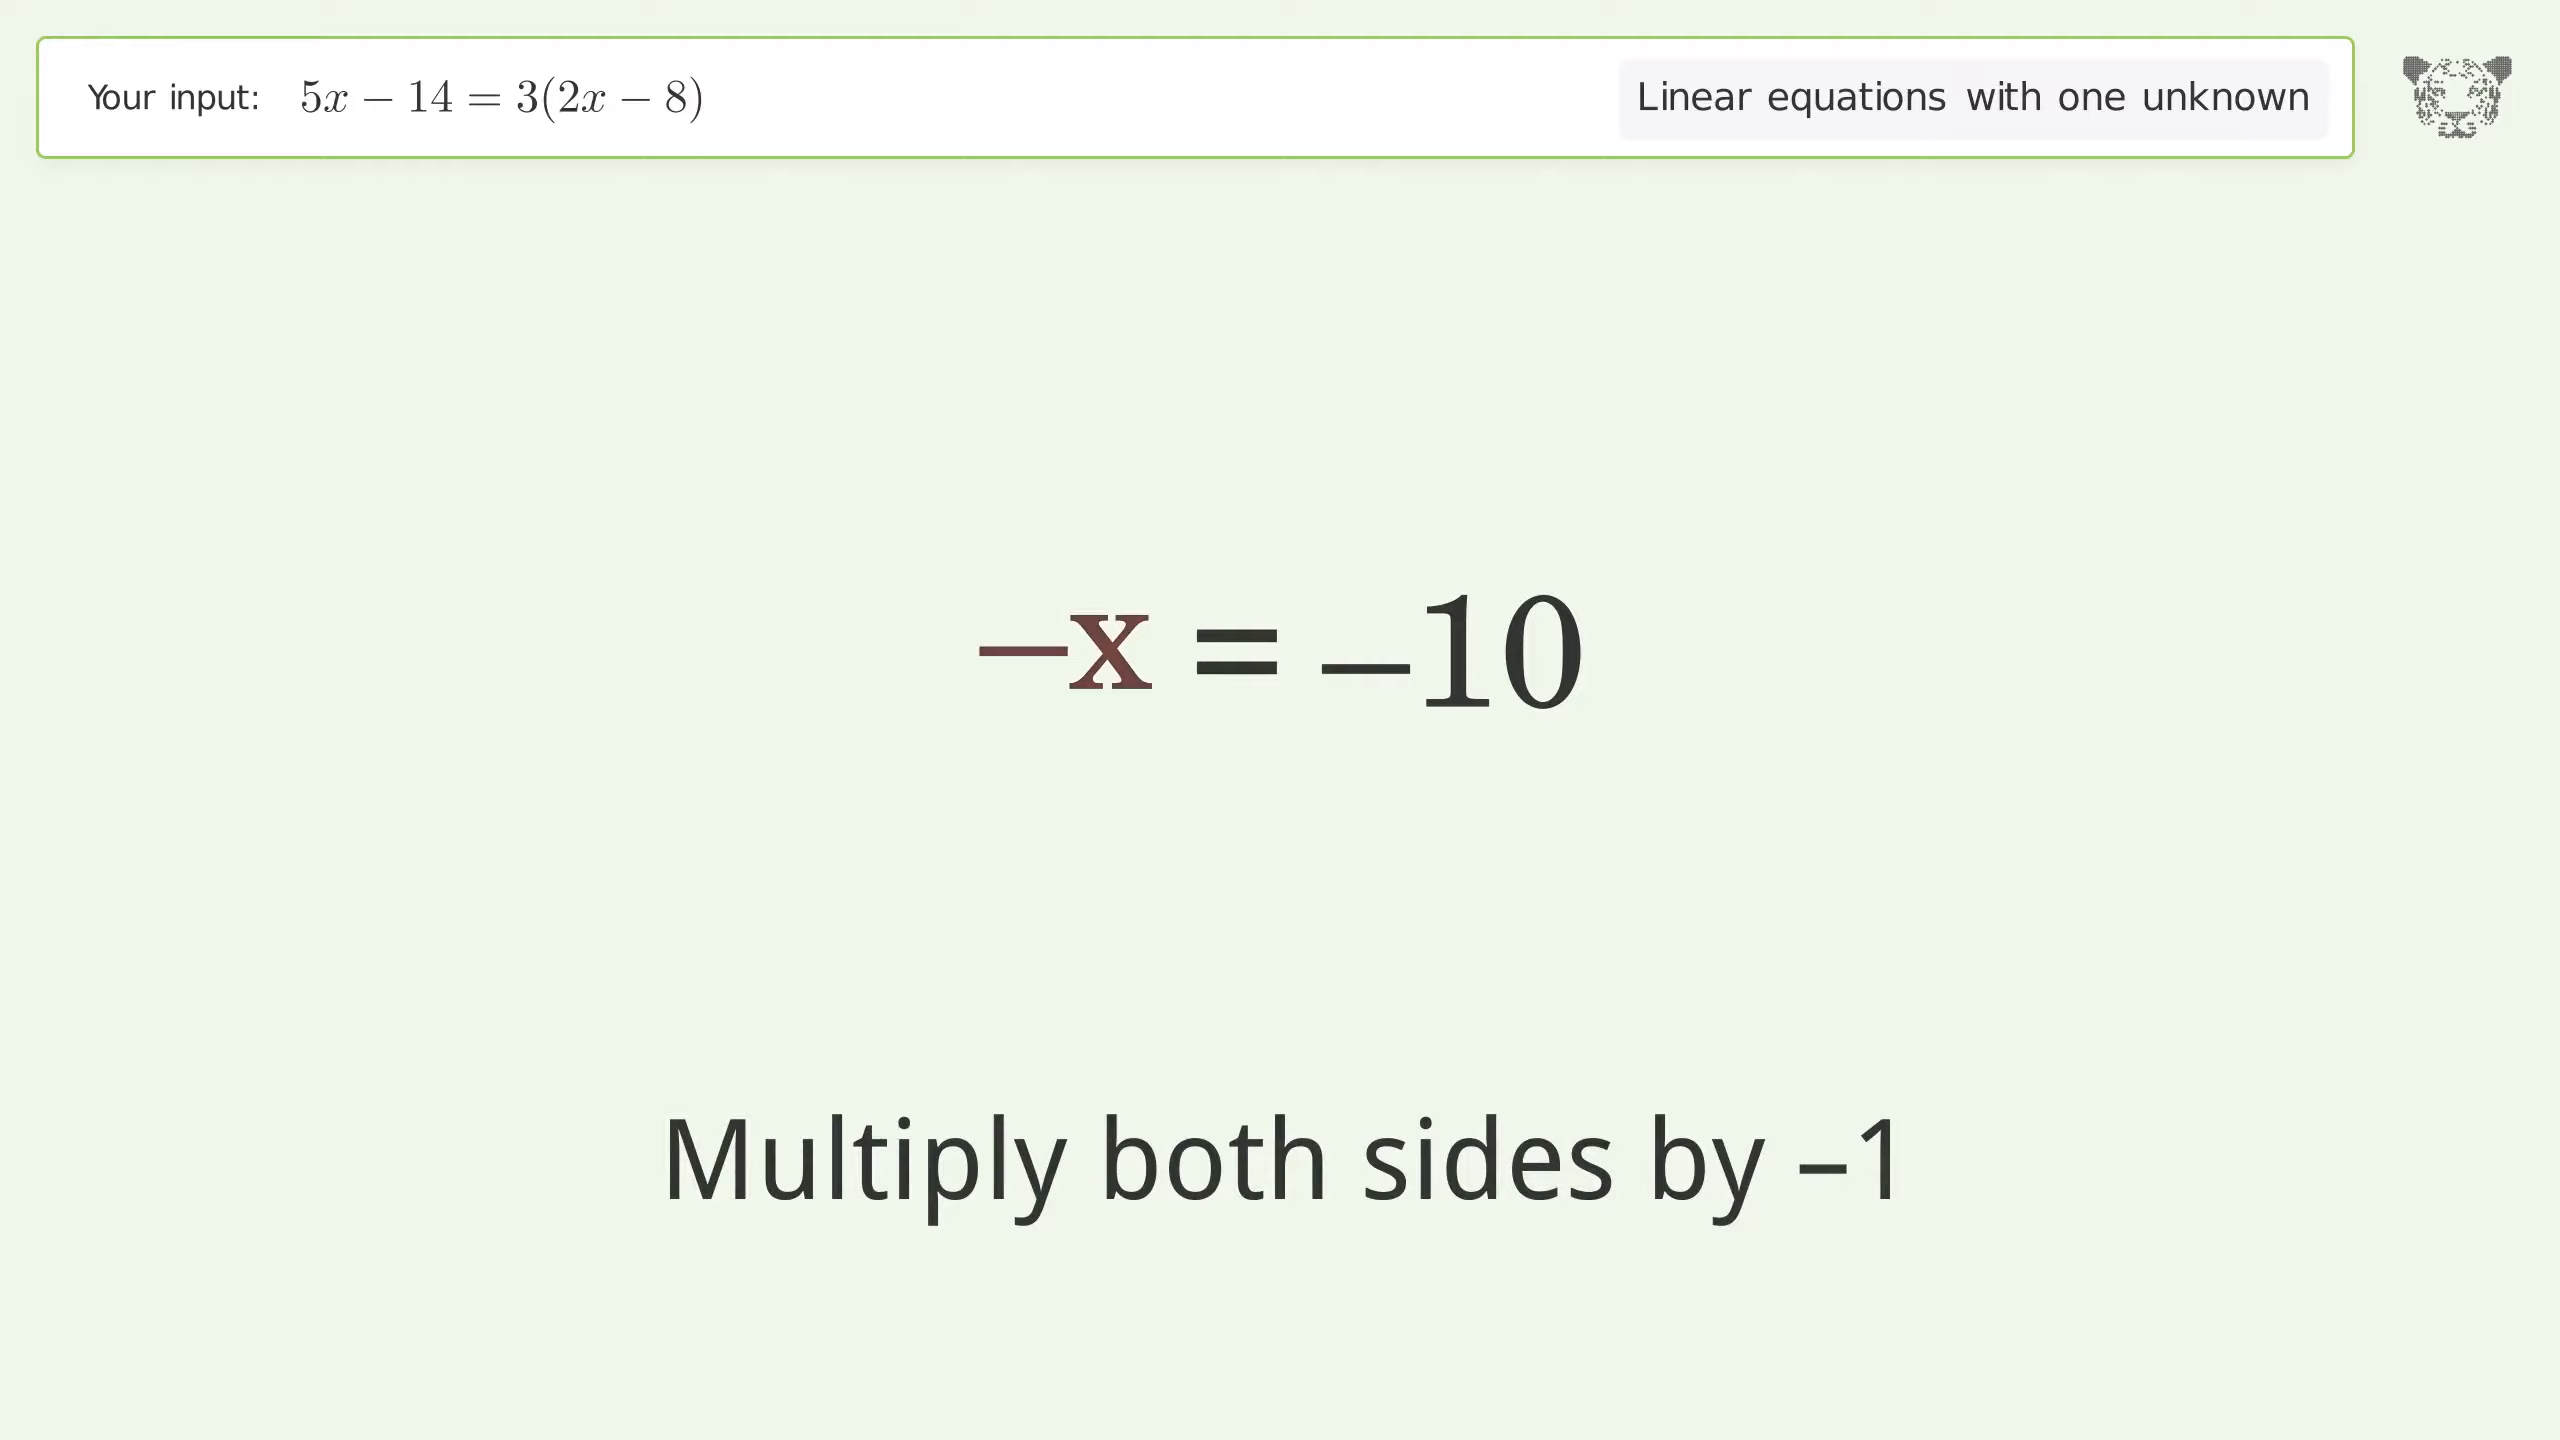 Your input: 5x − 14 = 3(2x − 8)
Linear equations with one unknown
−x = −10
Multiply both sides by −1